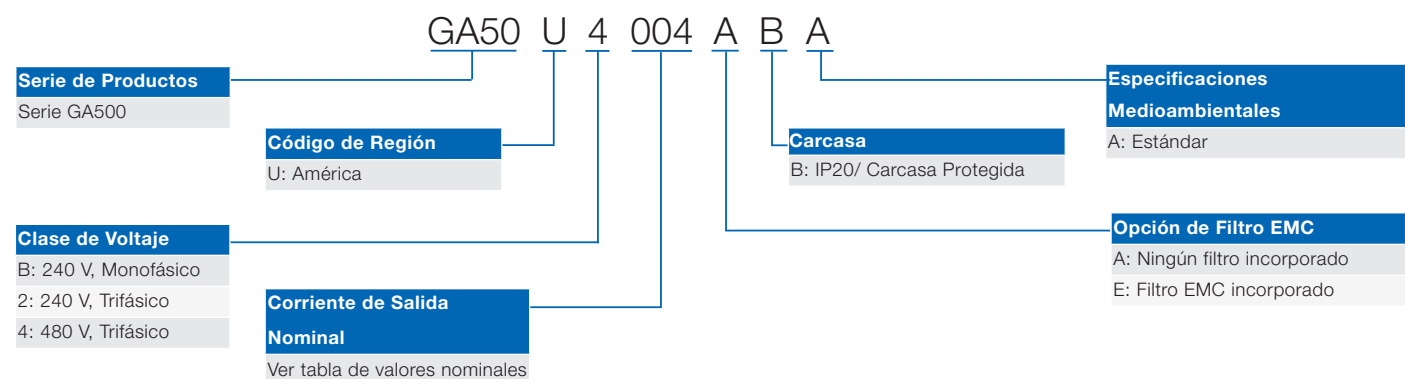 GA50 U 4 004 A B A
Serie de Productos
Serie GA500
Código de Región
U: América
Clase de Voltaje
B: 240 V, Monofásico
2: 240 V, Trifásico
4: 480 V, Trifásico
Corriente de Salida
Nominal
Ver tabla de valores nominales
Carcasa
B: IP20/ Carcasa Protegida
Especificaciones
Medioambientales
A: Estándar
Opción de Filtro EMC
A: Ningún filtro incorporado
E: Filtro EMC incorporado